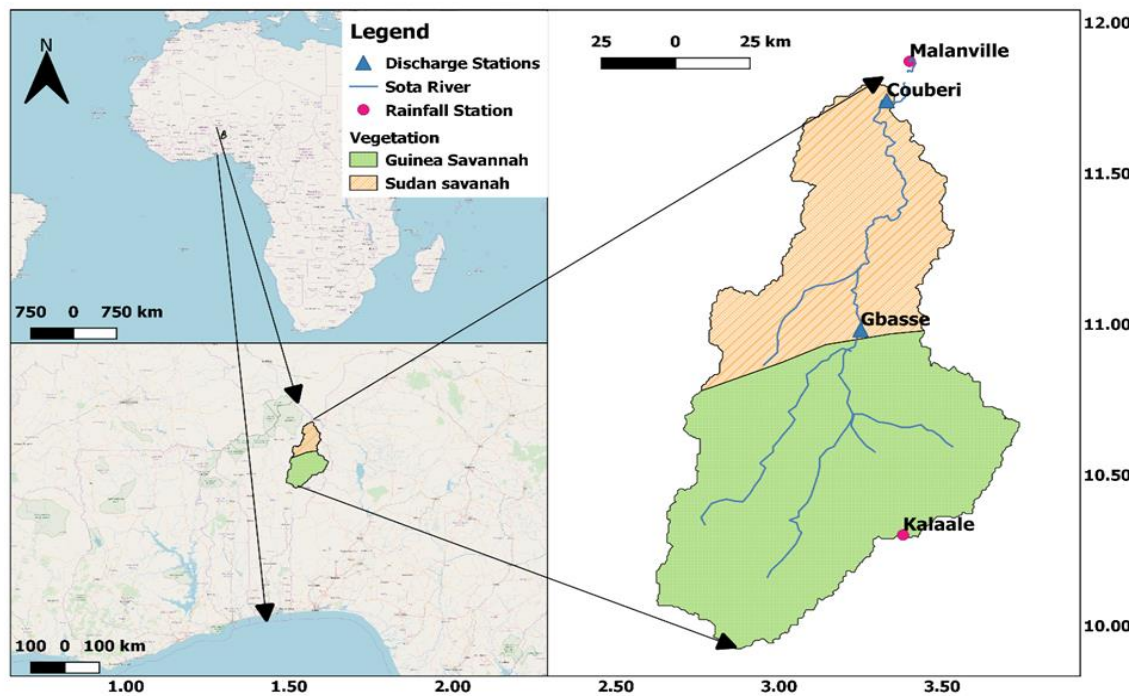 N
Legend
Discharge Stations
Sota River
Rainfall Station
Vegetation
Guinea Savannah
Sudan savanah
750 0 750 km
100 0 100 km
25 0 25 km
Malanville
Couberi
Gbasse
Kalaale
12.00
11.50
11.00
10.50
10.00
1.00 1.50 2.00 2.50 3.00 3.50